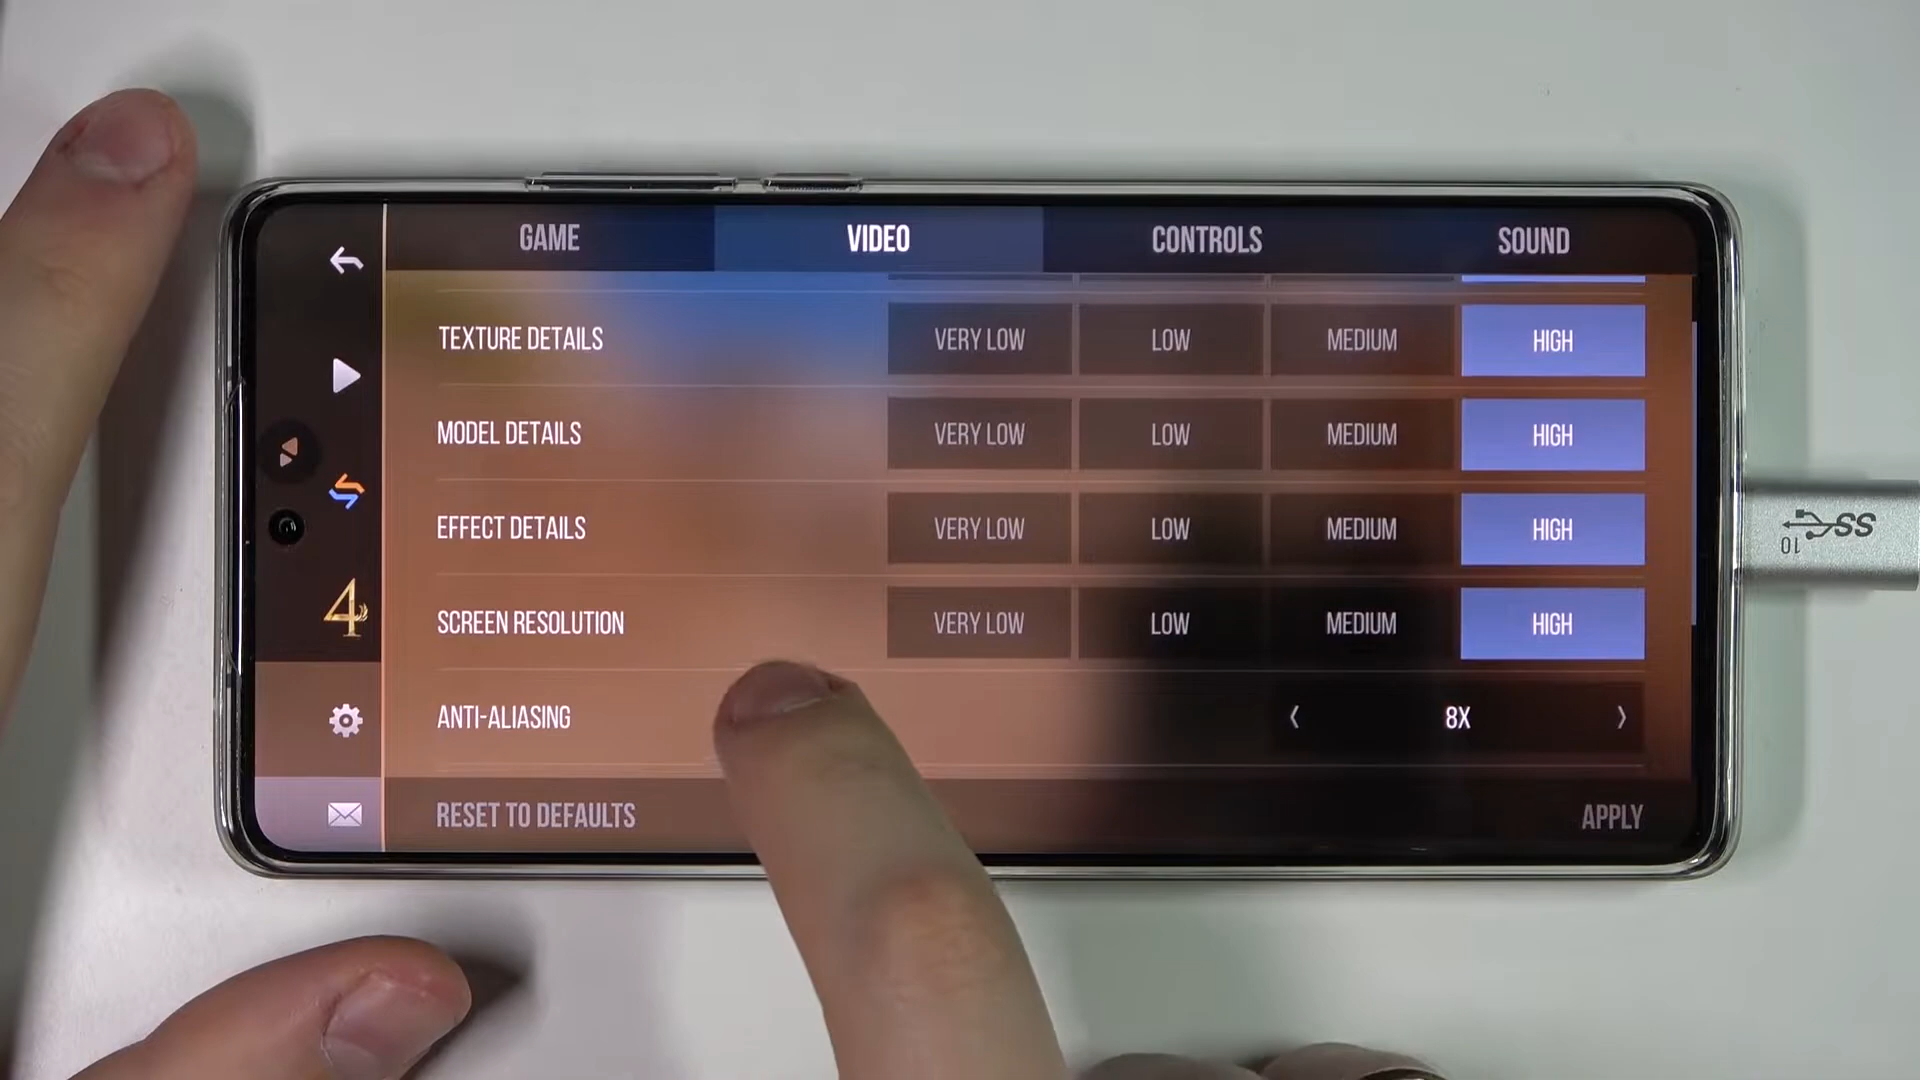 GAME VIDEO CONTROLS SOUND
TEXTURE DETAILS VERY LOW LOW MEDIUM HIGH
MODEL DETAILS VERY LOW LOW MEDIUM HIGH
EFFECT DETAILS VERY LOW LOW MEDIUM HIGH
SCREEN RESOLUTION VERY LOW LOW MEDIUM HIGH
ANTI-ALIASING 8X
RESET TO DEFAULTS APPLY
4
SS
10